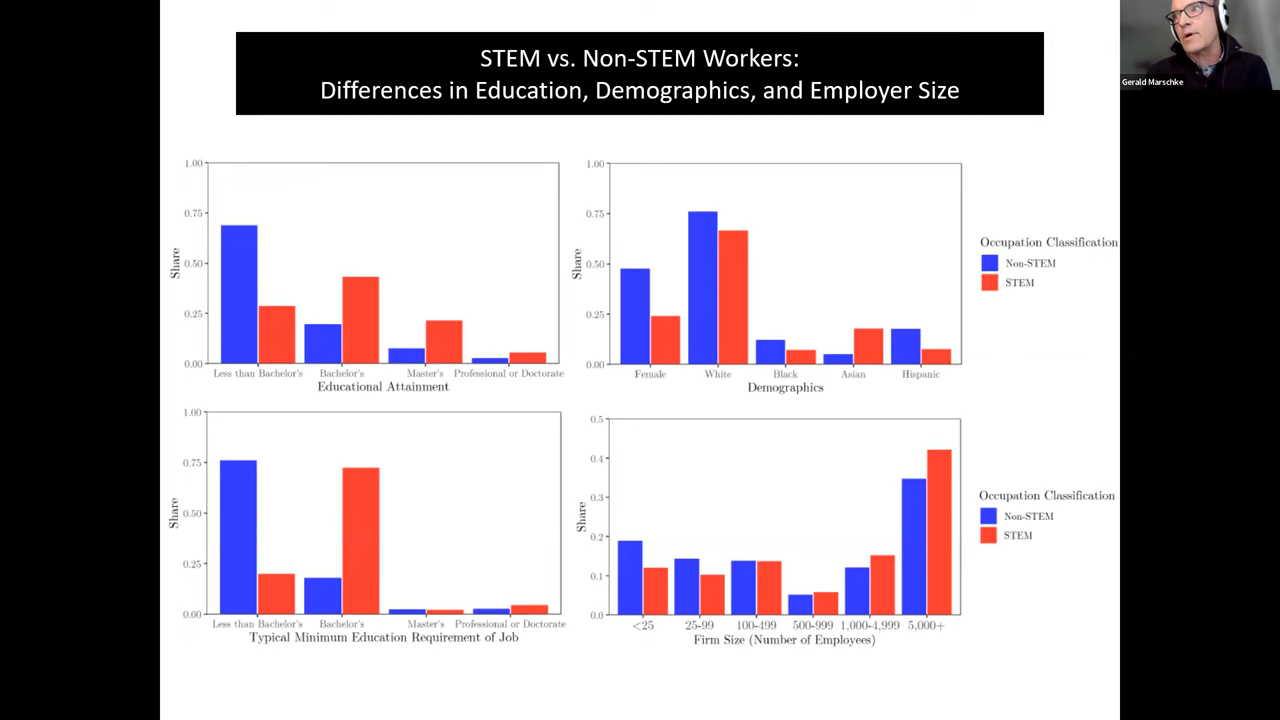 STEM vs. Non-STEM Workers:
Differences in Education, Demographics, and Employer Size
Gerald Marschke
1.00
0.75
0.50
0.25
0.00
Share
Less than Bachelor's
Bachelor's
Master's
Professional or Doctorate
Educational Attainment
1.00
0.75
0.50
0.25
0.00
Share
Female
White
Black
Asian
Hispanic
Demographics
Occupation Classification
Non-STEM
STEM
1.00
0.75
0.50
0.25
0.00
Share
Less than Bachelor's
Bachelor's
Master's
Professional or Doctorate
Typical Minimum Education Requirement of Job
0.5
0.4
0.3
0.2
0.1
0.0
Share
<25
25-99
100-499
500-999
1,000-4,999
5,000+
Firm Size (Number of Employees)
Occupation Classification
Non-STEM
STEM